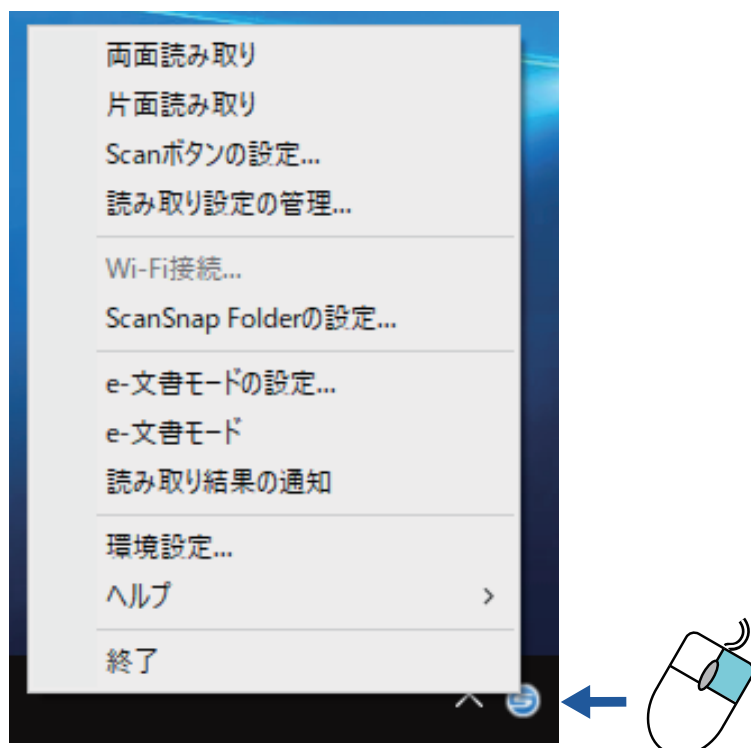 両面読み取り
片面読み取り
Scanボタンの設定...
読み取り設定の管理...
Wi-Fi接続...
ScanSnap Folderの設定...
e-文書モードの設定...
e-文書モード
読み取り結果の通知
環境設定...
ヘルプ
終了